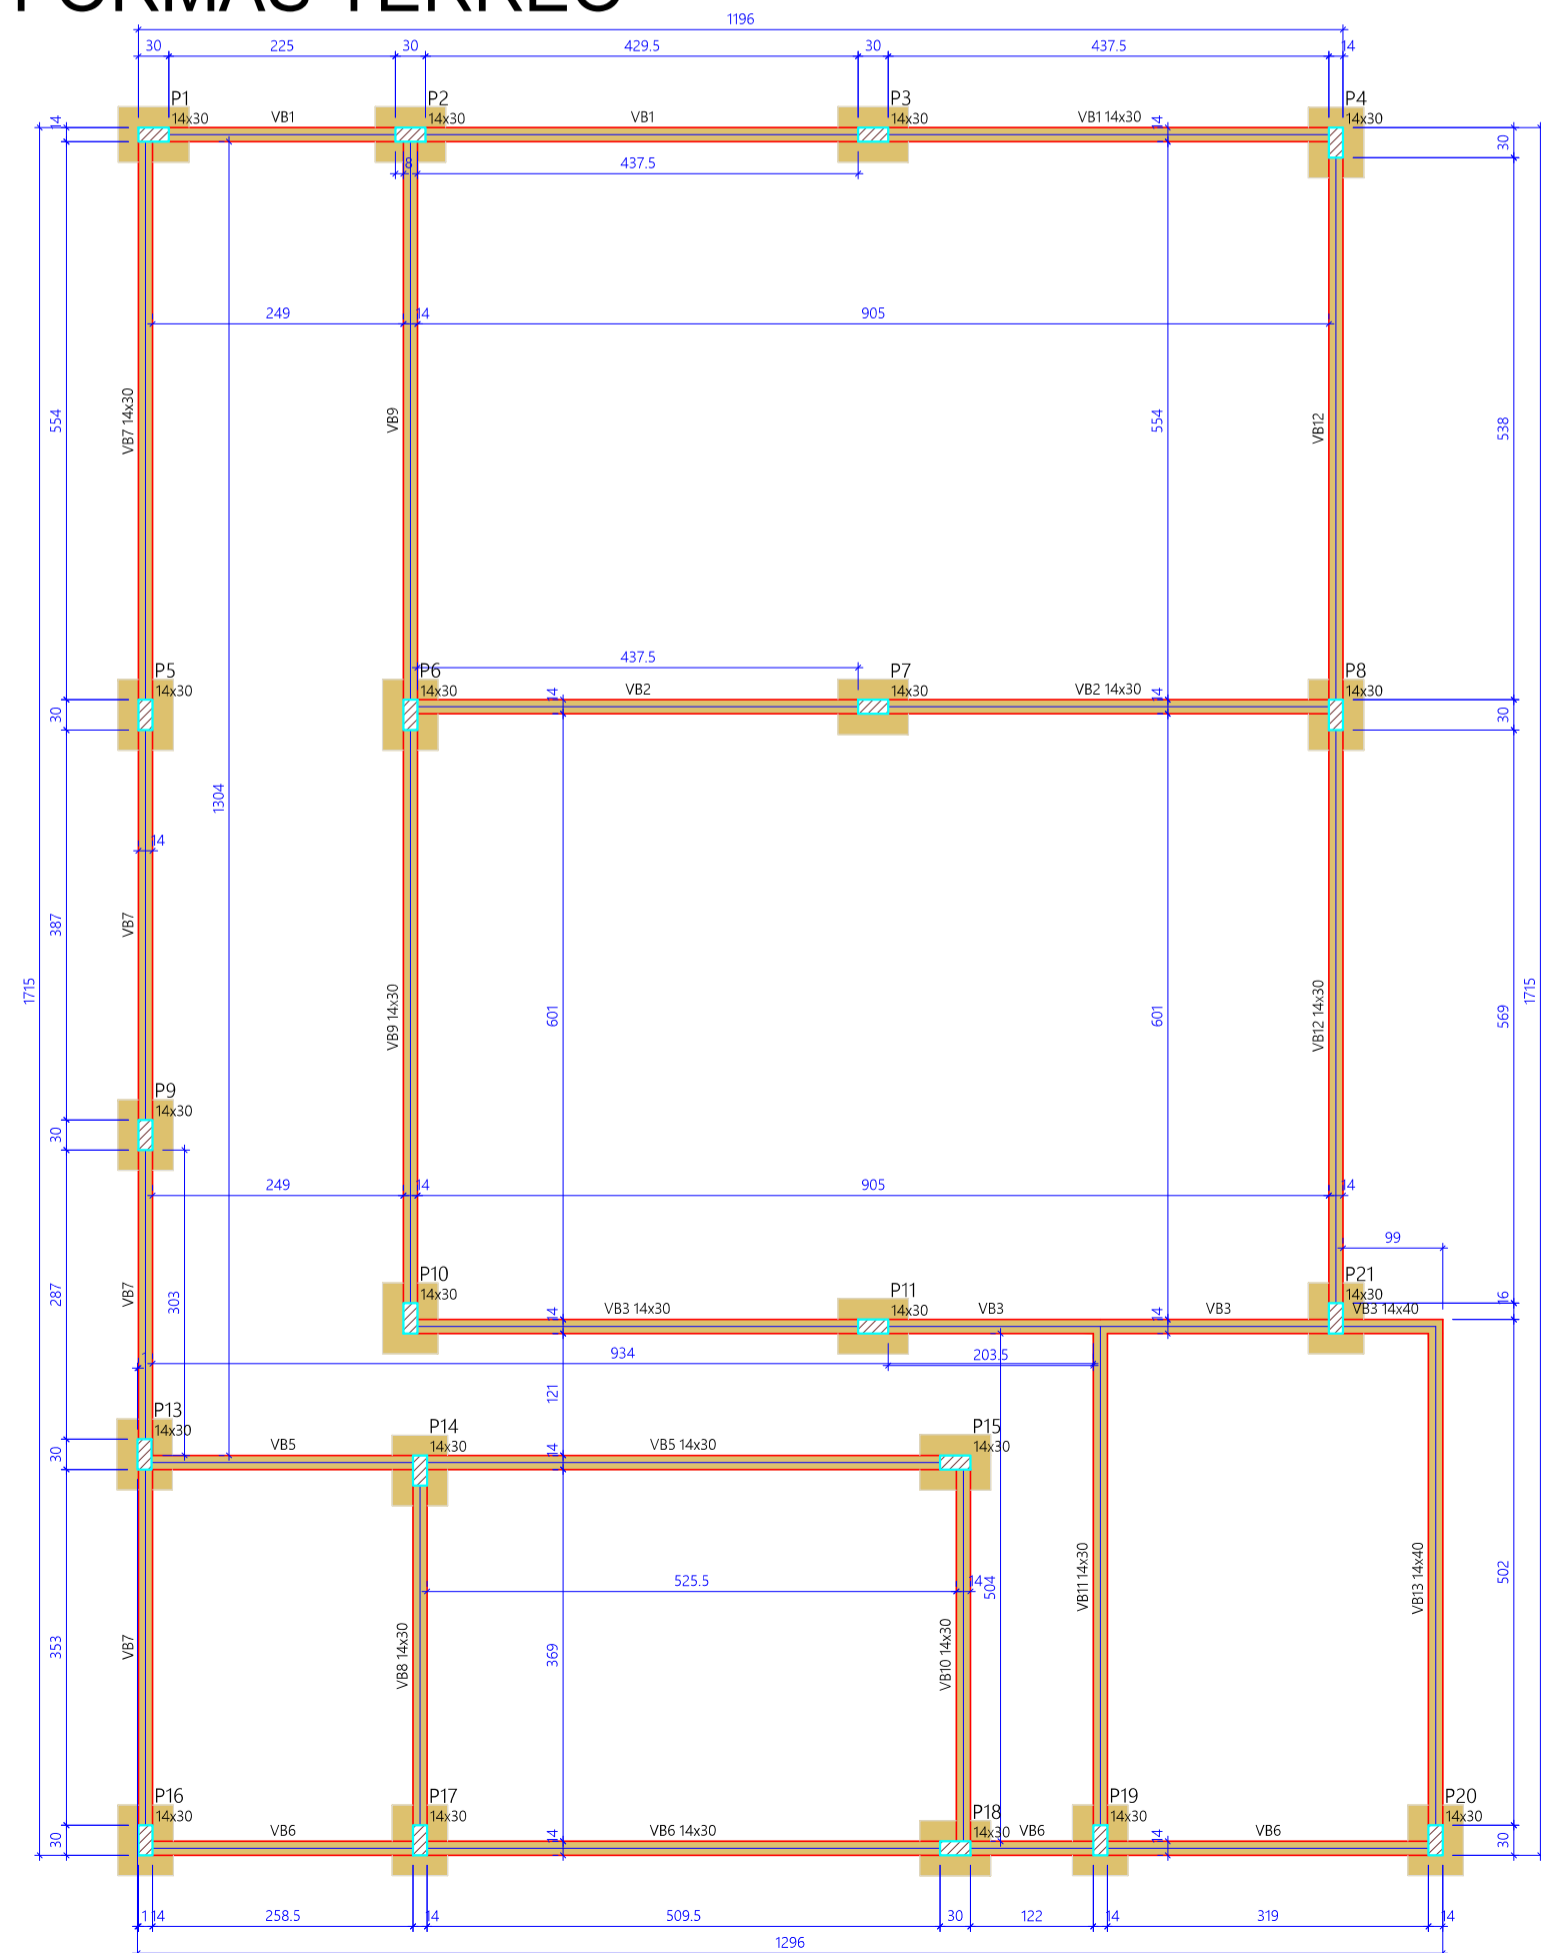 FORMAS TÉRREO
1196
30 225 30 429.5 30 437.5 14
P1 P2 P3 P4
14x30 VB1 14x30 VB1 14x30 VB1 14x30 14x30
14 14 30
8 437.5
249 14 905
VB7 14x30 VB9 VB12
554 554 538
P5 P6 437.5 P7 P8
14x30 14x30 VB2 14x30 VB2 14x30 14x30
30 14 14 30
1304
14
387 VB7
1715 VB9 14x30 601 601 VB12 14x30 569 1715
P9
14x30
30
249 14 905 14
99
P10 P11 P21
14x30 14x30 14x30
287 VB7 303 14 VB3 14x30 VB3 14 VB3 VB3 14x40 16
934 203.5
121
P13 P14 P15
14x30 14x30 14x30
30 VB5 14 VB5 14x30
525.5 14
504 VB11 14x30 VB13 14x40 502
353 VB7 VB8 14x30 369 VB10 14x30
P16 P17 P18 P19 P20
14x30 14x30 14x30 14x30 14x30
30 VB6 14 VB6 14x30 VB6 14 VB6 30
1 14 258.5 14 509.5 30 122 14 319 14
1296